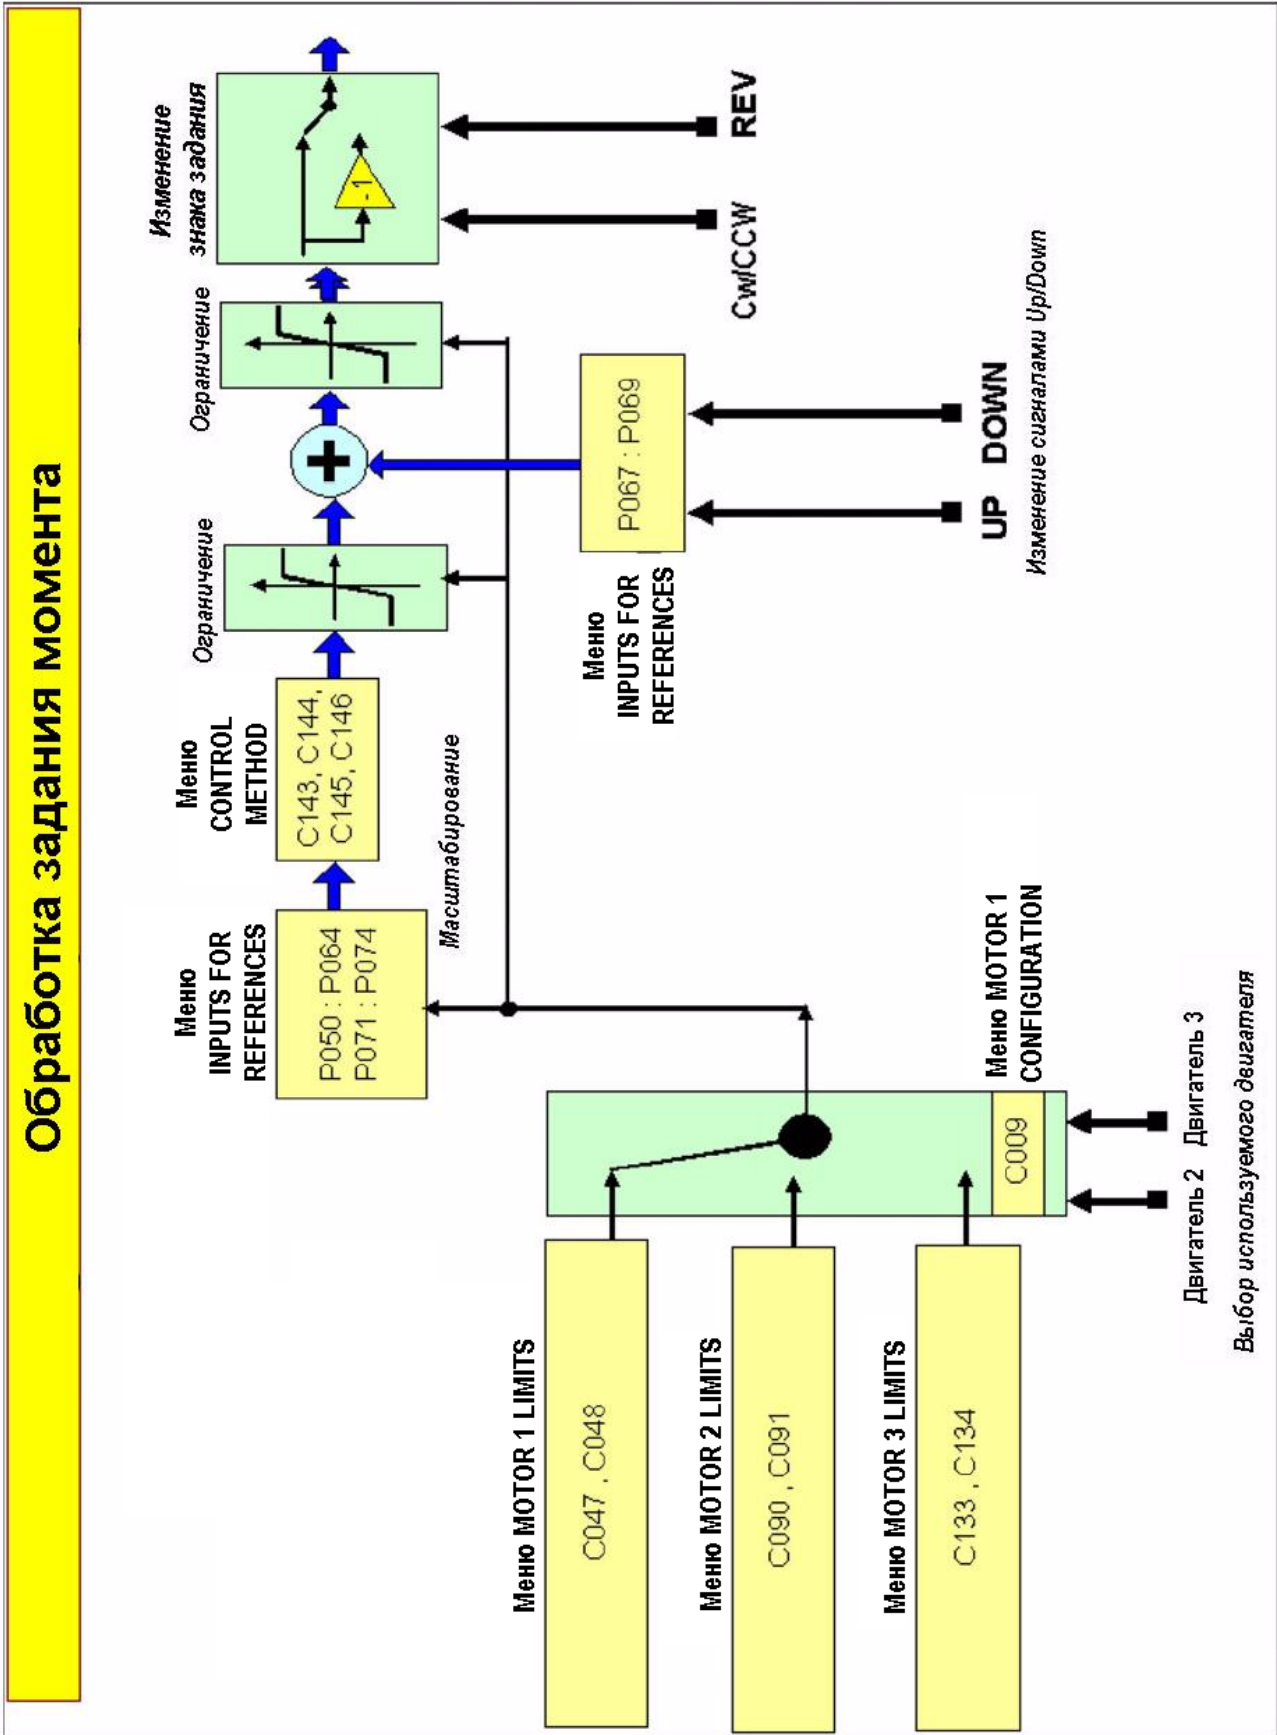 Обработка задания момента
Изменение
знака задания
Ограничение
Ограничение
Меню
CONTROL
METHOD
Меню
INPUTS FOR
REFERENCES
P050 : P064
P071 : P074
C143, C144,
C145, C146
-1
Масштабирование
Меню
INPUTS FOR
REFERENCES
P067 : P069
Cw/CCW
REV
UP
DOWN
Изменение сигналами Up/Down
Меню MOTOR 1 LIMITS
C047 , C048
Меню MOTOR 2 LIMITS
C090 , C091
Меню MOTOR 3 LIMITS
C133 , C134
C009
Меню MOTOR 1
CONFIGURATION
Двигатель 2
Двигатель 3
Выбор используемого двигателя